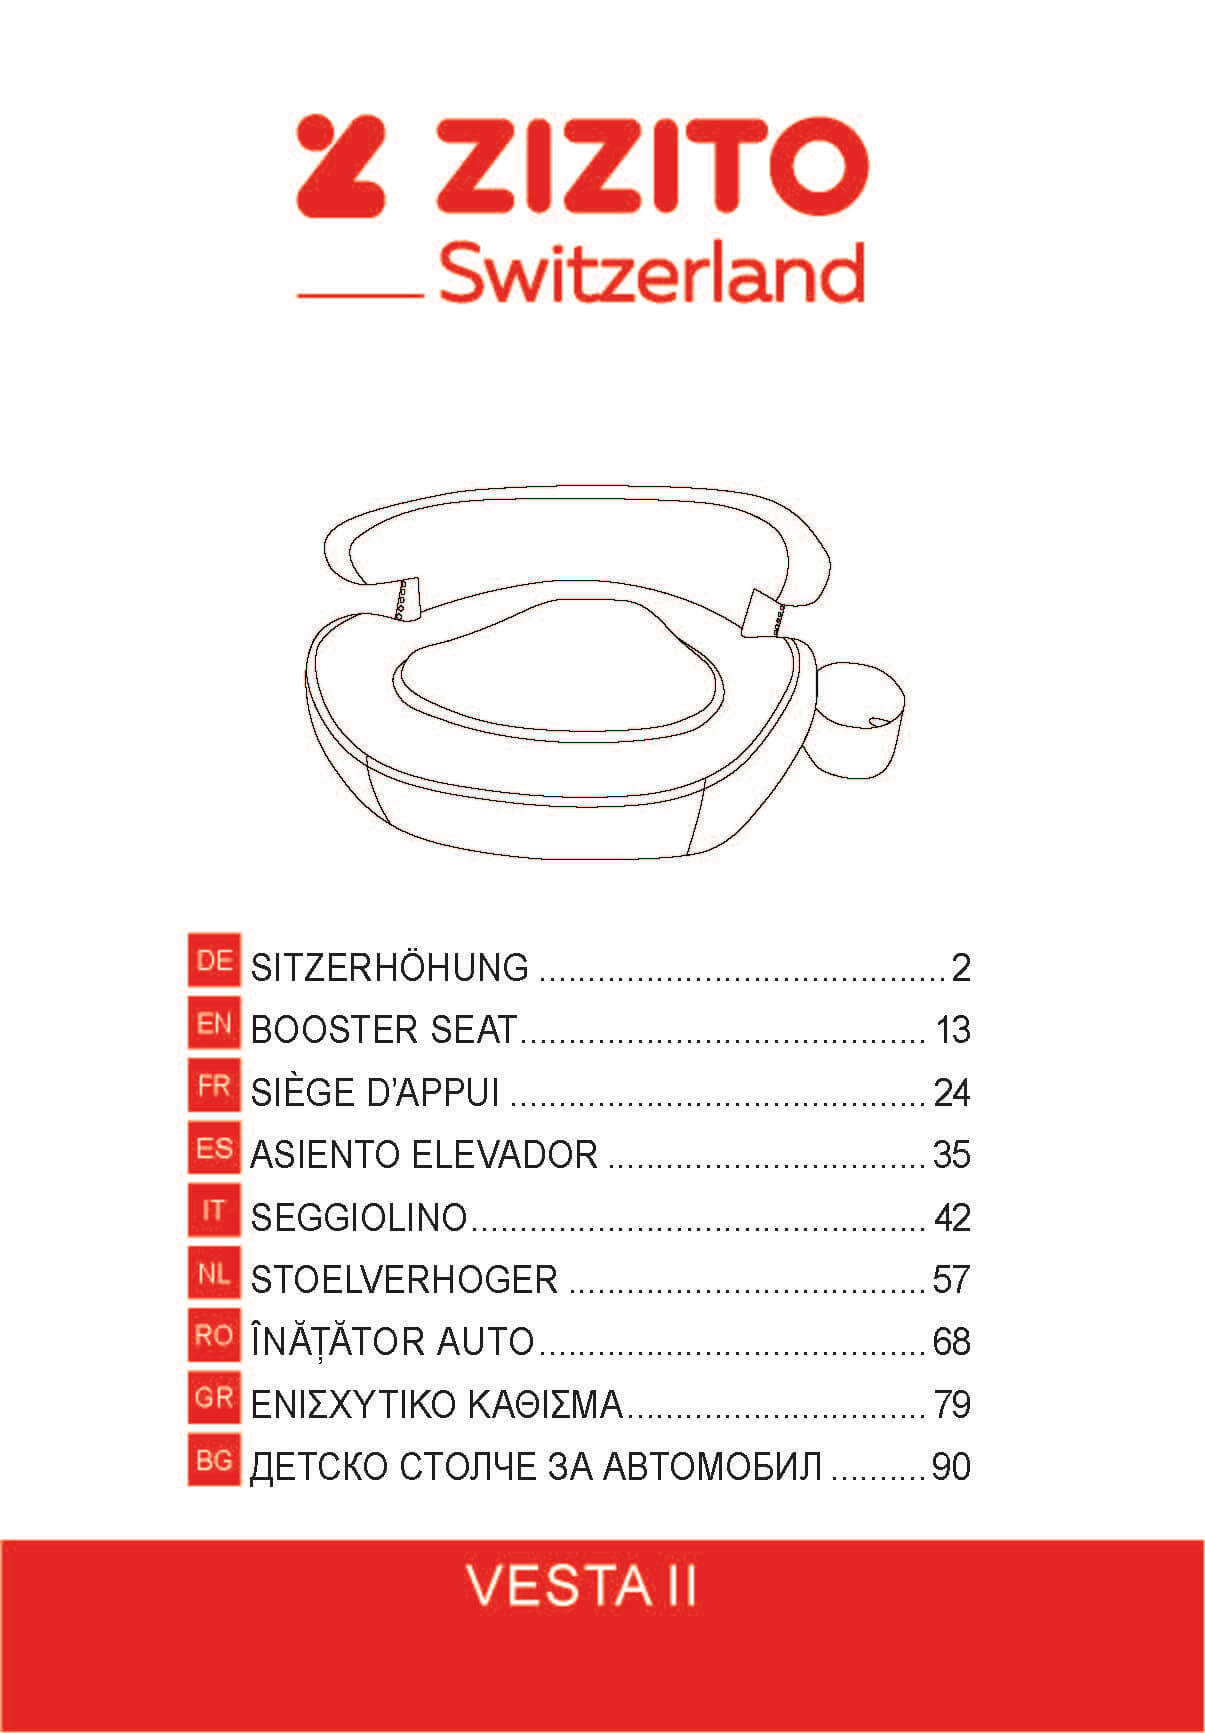 ZIZITO
Switzerland
DE SITZERHÖHUNG ........................................... 2
EN BOOSTER SEAT........................................... 13
FR SIÈGE D’APPUI ............................................ 24
ES ASIENTO ELEVADOR .................................. 35
IT SEGGIOLINO................................................ 42
NL STOELVERHOGER ...................................... 57
RO ÎNĂȚĂTOR AUTO......................................... 68
GR ΕΝΙΣΧΥΤΙΚΟ ΚΑΘΙΣΜΑ................................ 79
BG ДЕТСКО СТОЛЧЕ ЗА АВТОМОБИЛ .......... 90
VESTA II